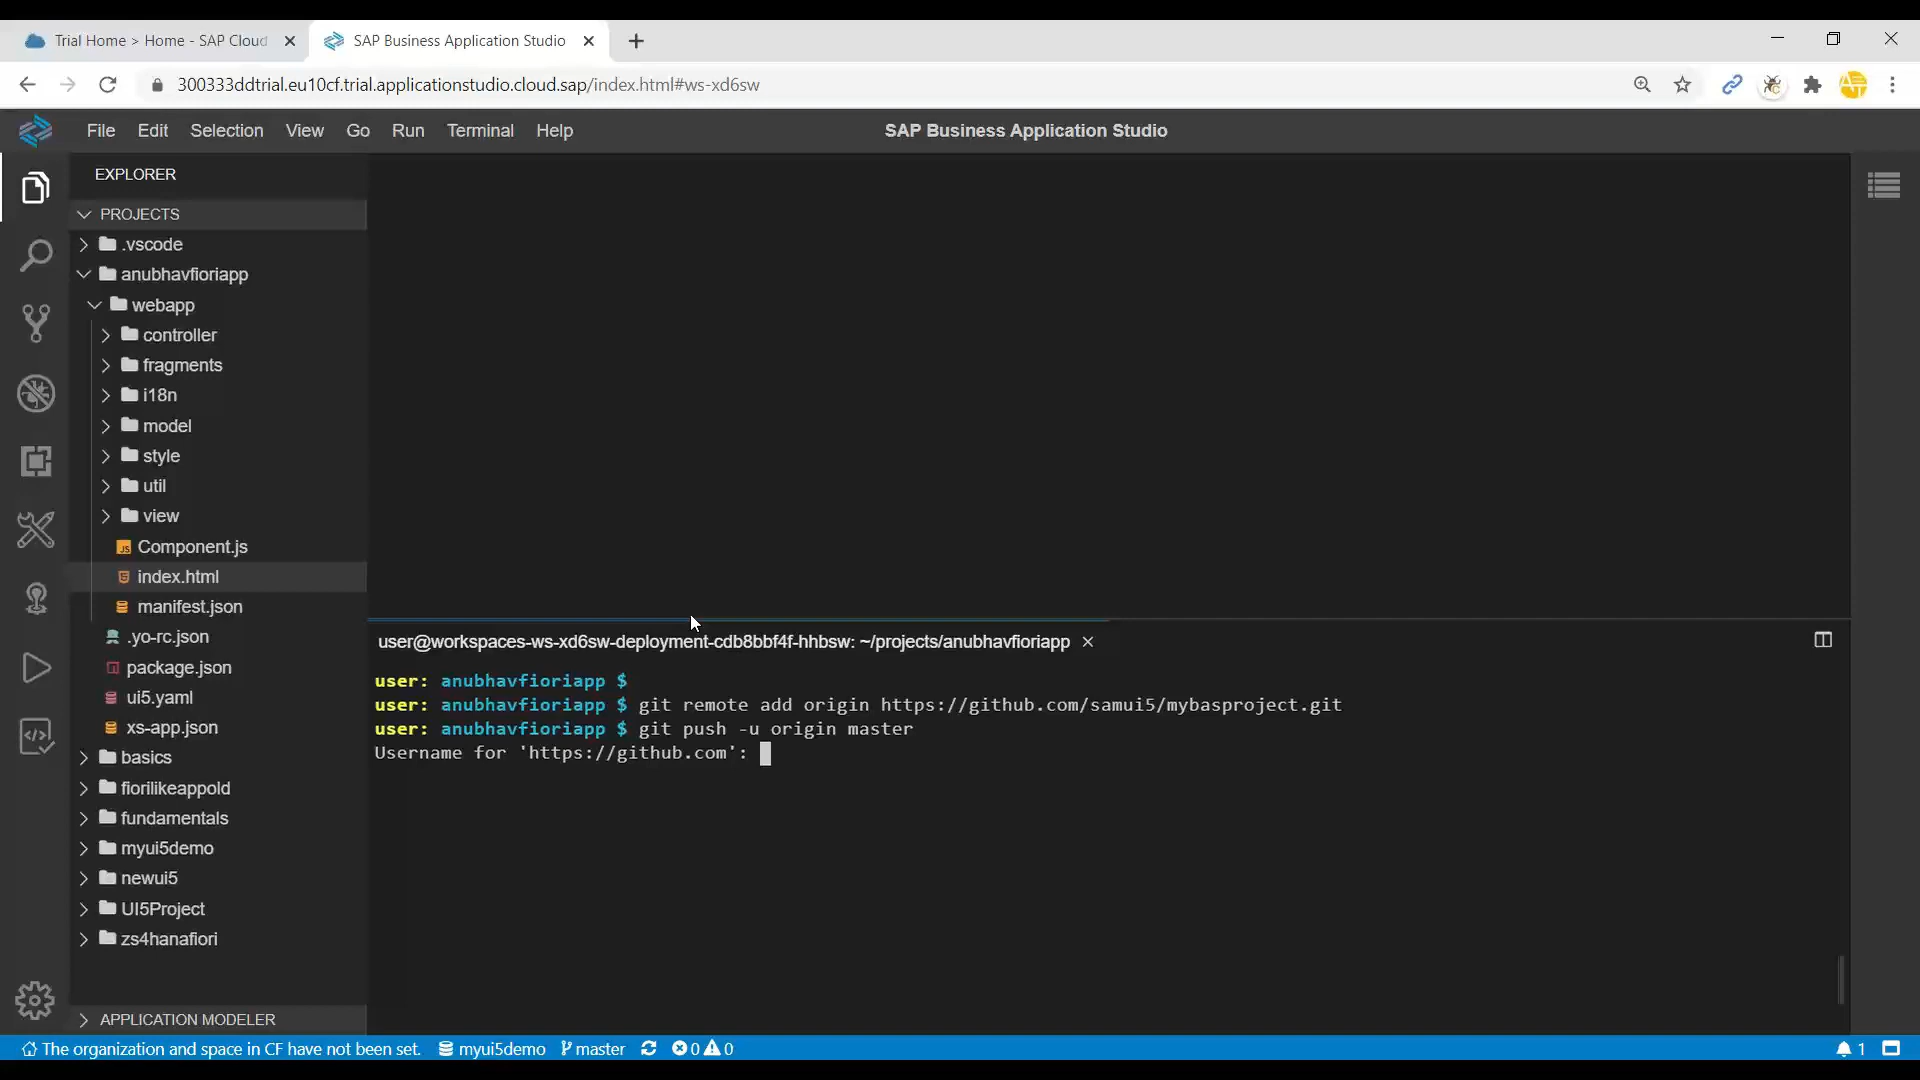 Trial Home > Home - SAP Cloud
SAP Business Application Studio
300333ddtrial.eu10cf.trial.applicationstudio.cloud.sap/index.html#ws-xd6sw
File Edit Selection View Go Run Terminal Help
SAP Business Application Studio
EXPLORER
PROJECTS
.vscode
anubhavfioriapp
webapp
controller
fragments
i18n
model
style
util
view
Component.js
index.html
manifest.json
.yo-rc.json
package.json
ui5.yaml
xs-app.json
basics
fiorilikeappold
fundamentals
myui5demo
newui5
UI5Project
zs4hanafiori
APPLICATION MODELER
user@workspaces-ws-xd6sw-deployment-cdb8bbf4f-hhbsw: ~/projects/anubhavfioriapp
user: anubhavfioriapp $
user: anubhavfioriapp $ git remote add origin https://github.com/samui5/mybasproject.git
user: anubhavfioriapp $ git push -u origin master
Username for 'https://github.com':
The organization and space in CF have not been set. myui5demo master 0 0 1